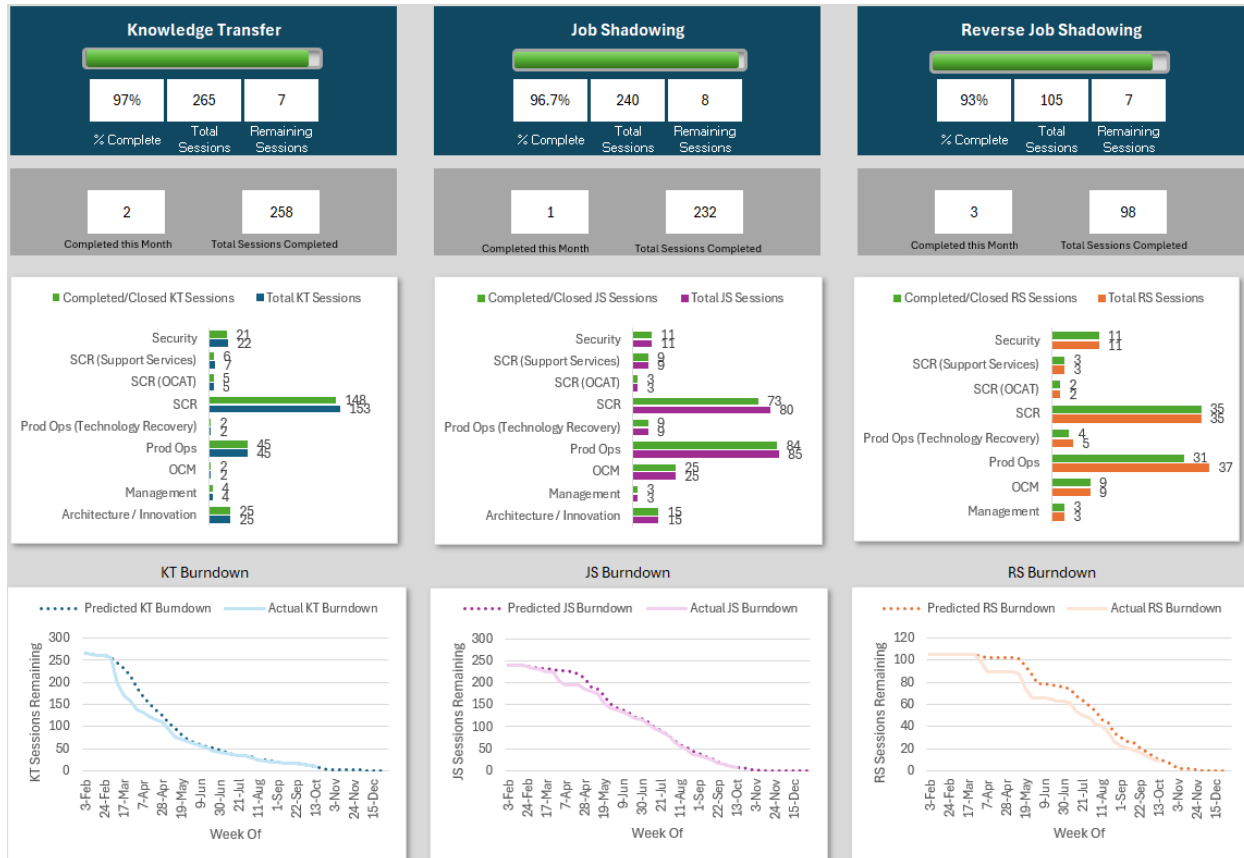 Knowledge Transfer
97% 265 7
% Complete Total Sessions Remaining Sessions
2 258
Completed this Month Total Sessions Completed
Job Shadowing
96.7% 240 8
% Complete Total Sessions Remaining Sessions
1 232
Completed this Month Total Sessions Completed
Reverse Job Shadowing
93% 105 7
% Complete Total Sessions Remaining Sessions
3 98
Completed this Month Total Sessions Completed
Completed/Closed KT Sessions Total KT Sessions
Security 21 22
SCR (Support Services) 6 7
SCR (OCAT) 5 5
SCR 148 153
Prod Ops (Technology Recovery) 2 2
Prod Ops 45 45
OCM 2 2
Management 4 4
Architecture / Innovation 25 25
Completed/Closed JS Sessions Total JS Sessions
Security 11 11
SCR (Support Services) 9 9
SCR (OCAT) 3 3
SCR 73 80
Prod Ops (Technology Recovery) 9 9
Prod Ops 84 85
OCM 25 25
Management 3 3
Architecture / Innovation 15 15
Completed/Closed RS Sessions Total RS Sessions
Security 11 11
SCR (Support Services) 3 3
SCR (OCAT) 2 2
SCR 35 35
Prod Ops (Technology Recovery) 4 5
Prod Ops 31 37
OCM 9 9
Management 3 3
KT Burndown
Predicted KT Burndown Actual KT Burndown
KT Sessions Remaining
300
250
200
150
100
50
0
3-Feb 24-Feb 17-Mar 7-Apr 28-Apr 19-May 9-Jun 30-Jun 21-Jul 11-Aug 1-Sep 22-Sep 13-Oct 3-Nov 24-Nov 15-Dec
Week Of
JS Burndown
Predicted JS Burndown Actual JS Burndown
JS Sessions Remaining
300
250
200
150
100
50
0
3-Feb 24-Feb 17-Mar 7-Apr 28-Apr 19-May 9-Jun 30-Jun 21-Jul 11-Aug 1-Sep 22-Sep 13-Oct 3-Nov 24-Nov 15-Dec
Week Of
RS Burndown
Predicted RS Burndown Actual RS Burndown
RS Sessions Remaining
120
100
80
60
40
20
0
3-Feb 24-Feb 17-Mar 7-Apr 28-Apr 19-May 9-Jun 30-Jun 21-Jul 11-Aug 1-Sep 22-Sep 13-Oct 3-Nov 24-Nov 15-Dec
Week Of